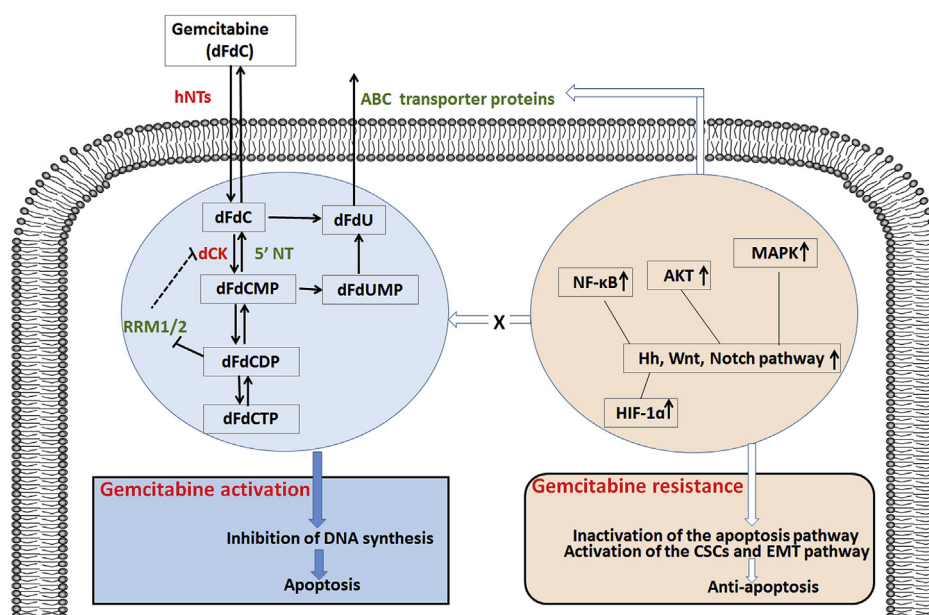 Gemcitabine
(dFdC)
hNTs
ABC transporter proteins
dFdC
dFdU
dCK
5' NT
dFdCMP
dFdUMP
RRM1/2
dFdCDP
dFdCTP
X
NF-κB
AKT
MAPK
Hh, Wnt, Notch pathway
HIF-1α
Gemcitabine activation
Inhibition of DNA synthesis
Apoptosis
Gemcitabine resistance
Inactivation of the apoptosis pathway
Activation of the CSCs and EMT pathway
Anti-apoptosis